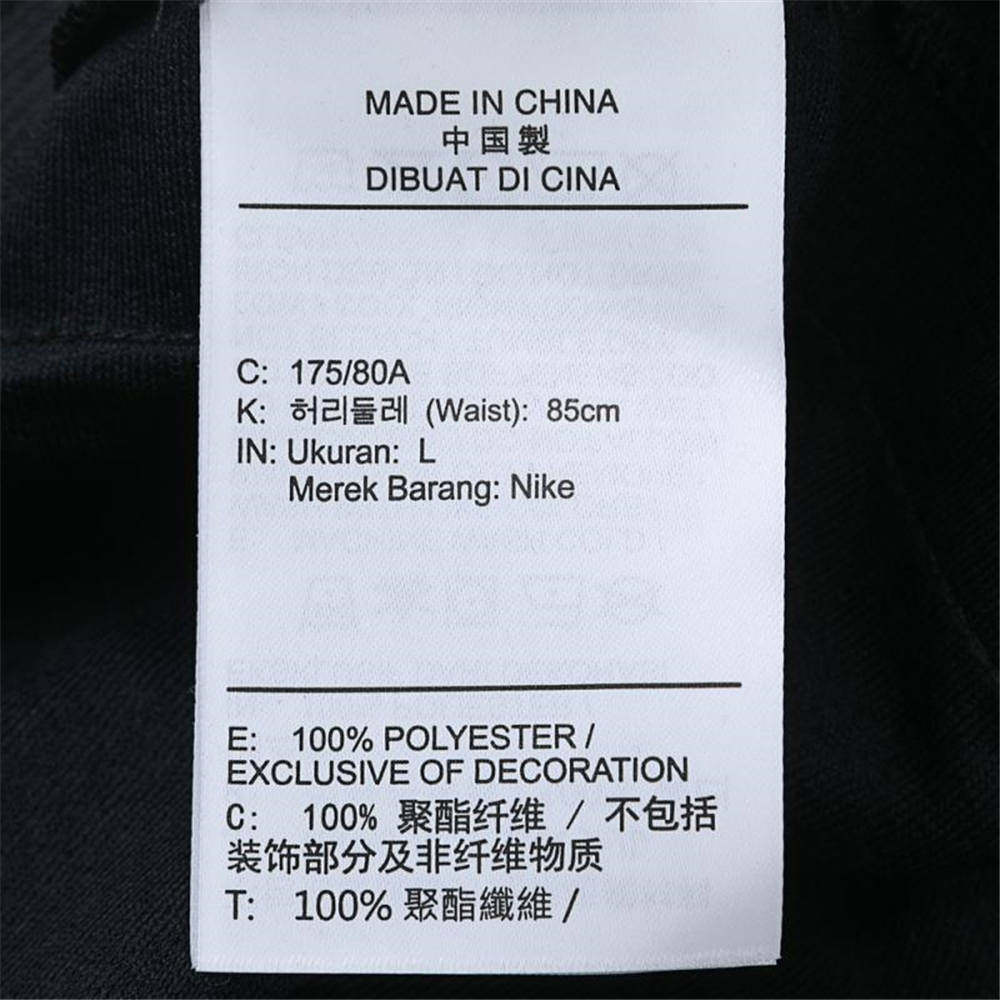 MADE IN CHINA
中国製
DIBUAT DI CINA
C: 175/80A
K: 허리둘레 (Waist): 85cm
IN: Ukuran: L
Merek Barang: Nike
E: 100% POLYESTER /
EXCLUSIVE OF DECORATION
C: 100% 聚酯纤维 / 不包括
装饰部分及非纤维物质
T: 100% 聚酯纖維 /